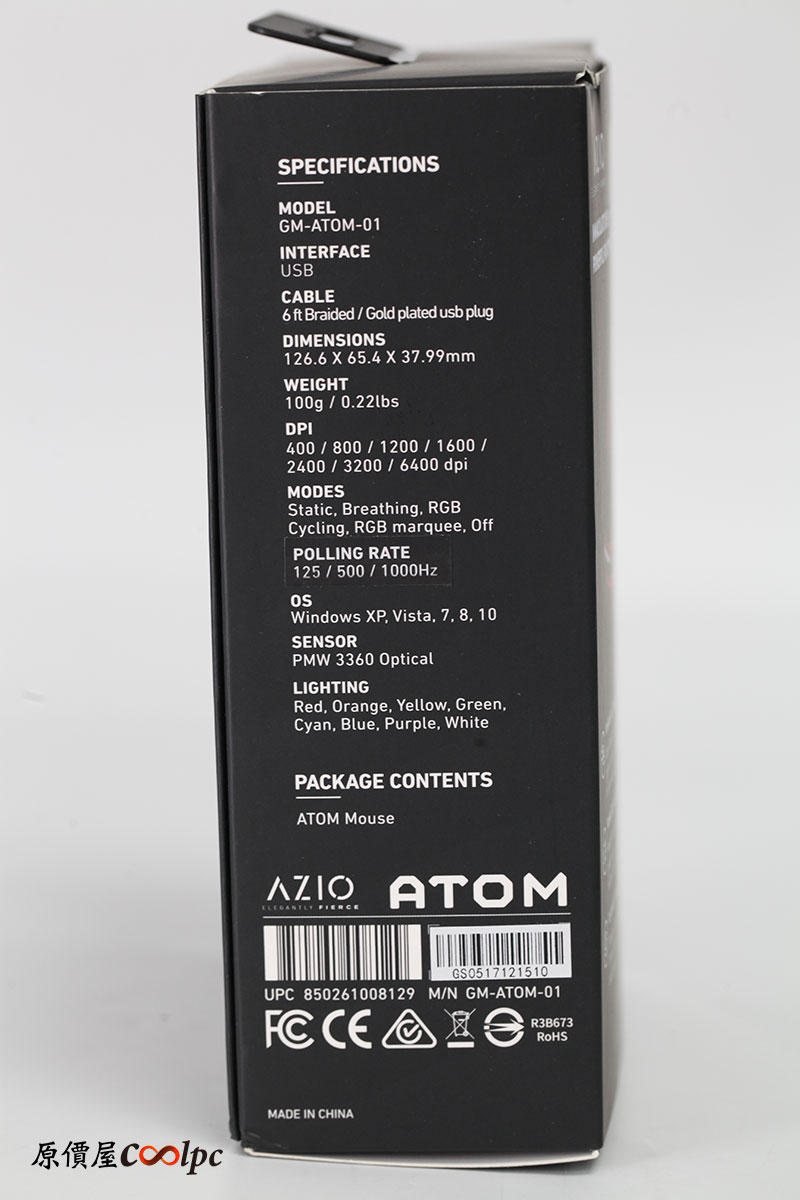 SPECIFICATIONS
MODEL
GM-ATOM-01
INTERFACE
USB
CABLE
6 ft Braided / Gold plated usb plug
DIMENSIONS
126.6 X 65.4 X 37.99mm
WEIGHT
100g / 0.22lbs
DPI
400 / 800 / 1200 / 1600 /
2400 / 3200 / 6400 dpi
MODES
Static, Breathing, RGB
Cycling, RGB marquee, Off
POLLING RATE
125 / 500 / 1000Hz
OS
Windows XP, Vista, 7, 8, 10
SENSOR
PMW 3360 Optical
LIGHTING
Red, Orange, Yellow, Green,
Cyan, Blue, Purple, White
PACKAGE CONTENTS
ATOM Mouse
AZIO ATOM
ELEGANTLY FIERCE
GS0517121510
UPC 850261008129 M/N GM-ATOM-01
FC CE R3B673
RoHS
MADE IN CHINA
原價屋coolpc